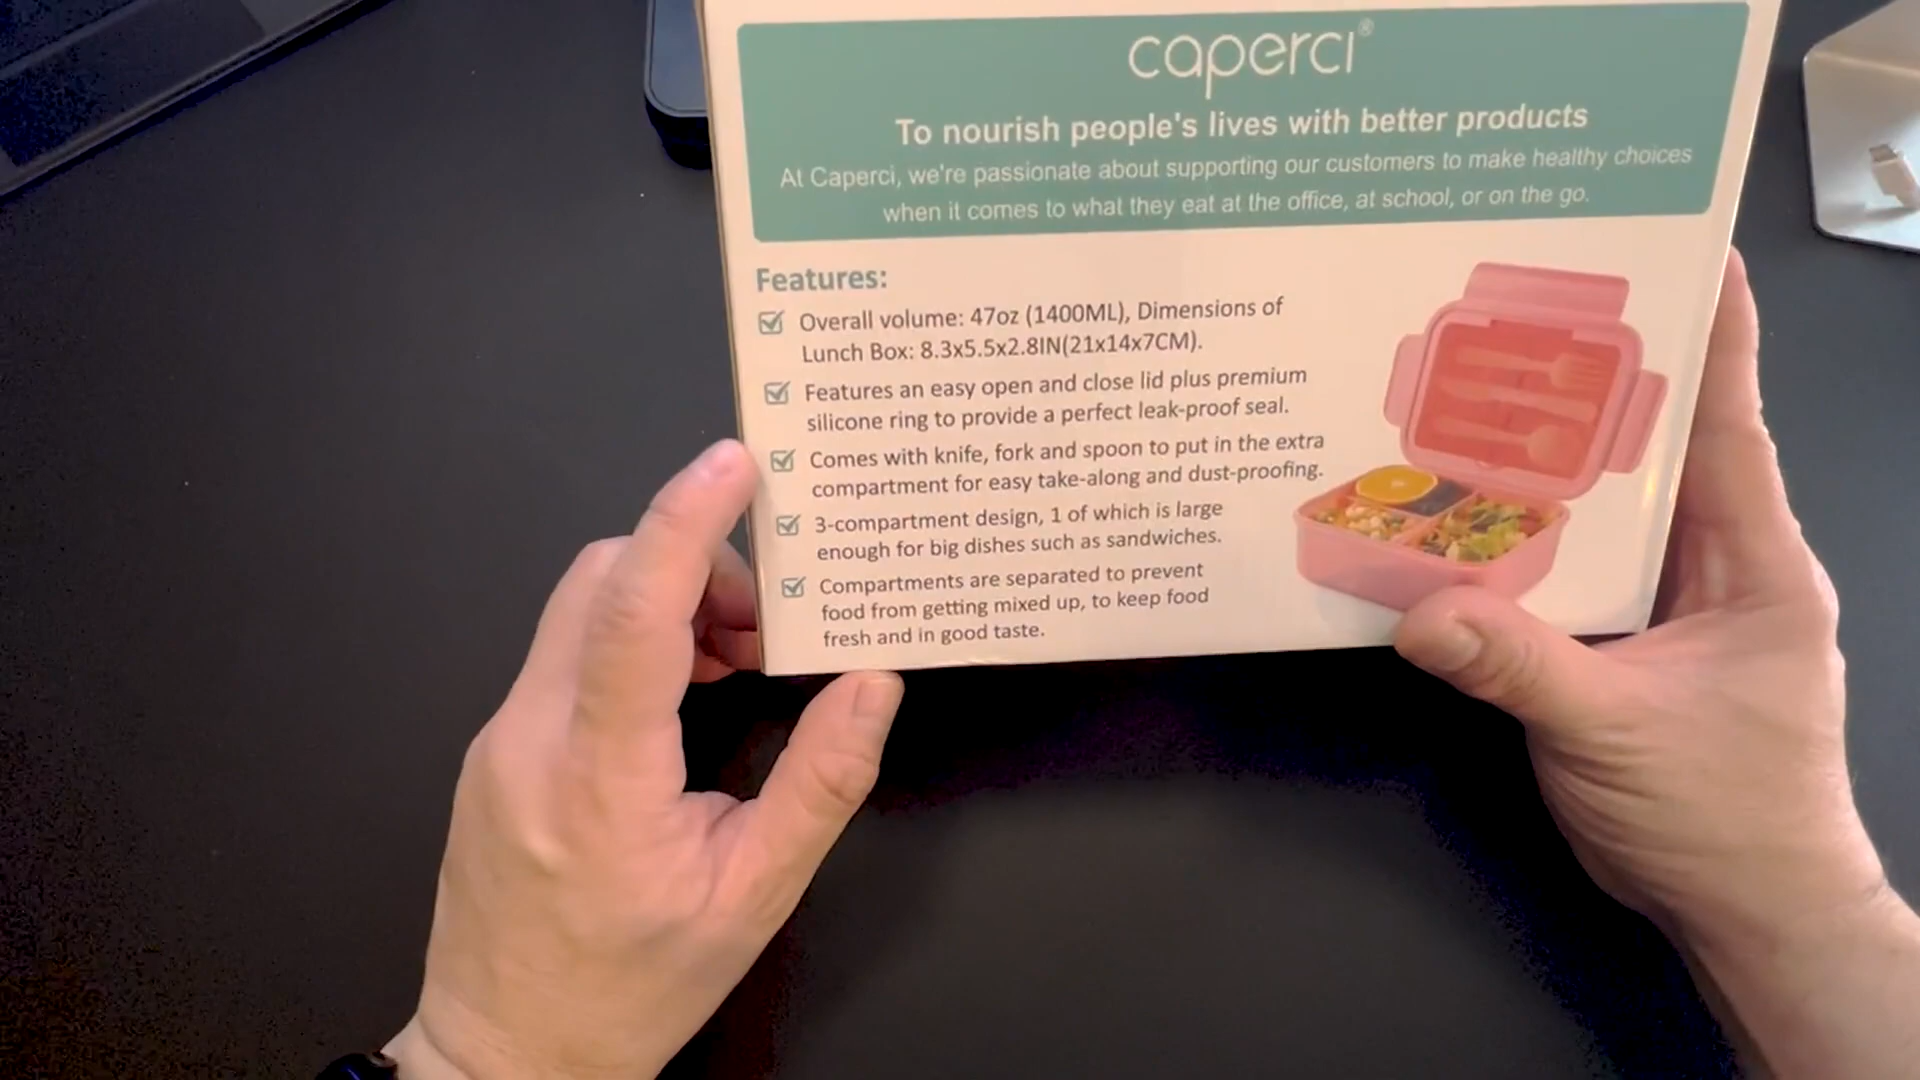 caperci®
To nourish people's lives with better products
At Caperci, we're passionate about supporting our customers to make healthy choices
when it comes to what they eat at the office, at school, or on the go.
Features:
Overall volume: 47oz (1400ML), Dimensions of
Lunch Box: 8.3x5.5x2.8IN(21x14x7CM).
Features an easy open and close lid plus premium
silicone ring to provide a perfect leak-proof seal.
Comes with knife, fork and spoon to put in the extra
compartment for easy take-along and dust-proofing.
3-compartment design, 1 of which is large
enough for big dishes such as sandwiches.
Compartments are separated to prevent
food from getting mixed up, to keep food
fresh and in good taste.